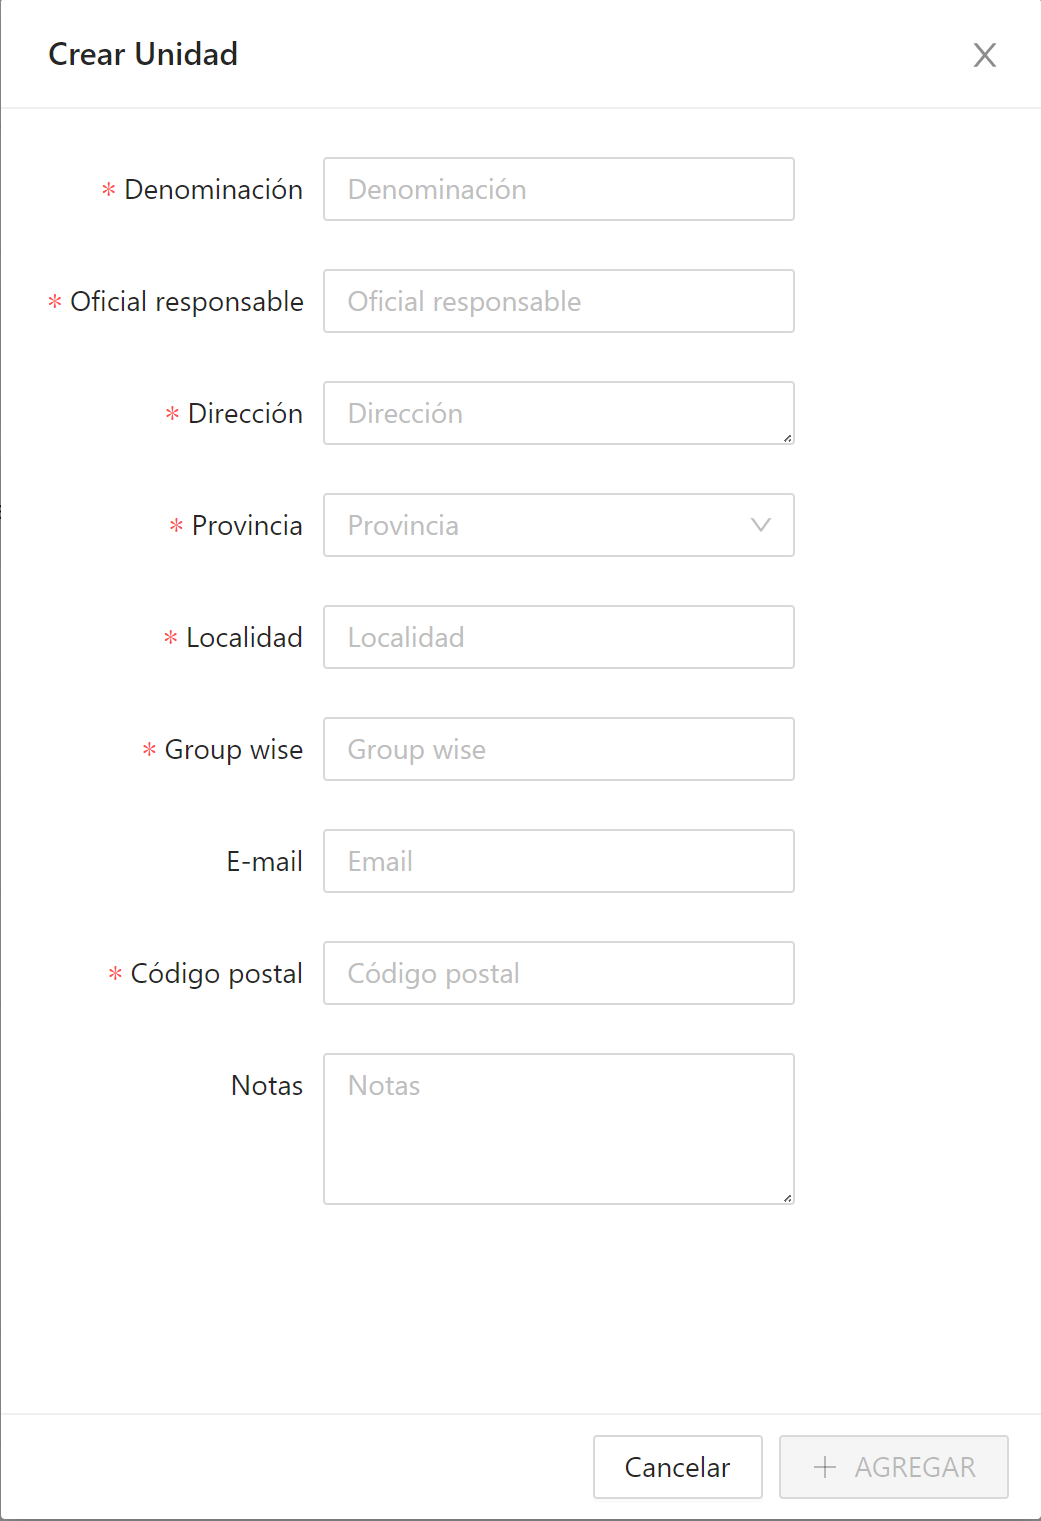 Crear Unidad
* Denominación Denominación
* Oficial responsable Oficial responsable
* Dirección Dirección
* Provincia Provincia
* Localidad Localidad
* Group wise Group wise
E-mail Email
* Código postal Código postal
Notas Notas
Cancelar + AGREGAR